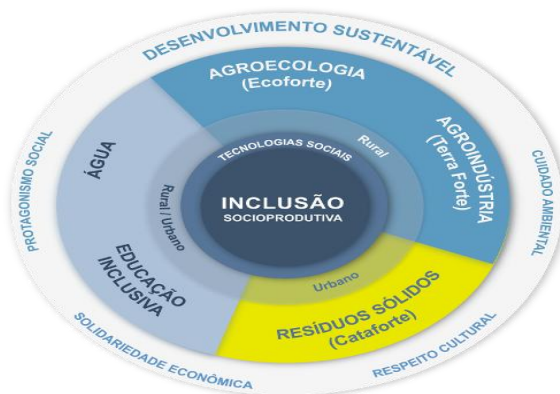 DESENVOLVIMENTO SUSTENTÁVEL
AGROECOLOGIA
(Ecoforte)
AGROINDÚSTRIA
(Terra Forte)
CUIDADO AMBIENTAL
PROTAGONISMO SOCIAL
ÁGUA
Rural
TECNOLOGIAS SOCIAIS
INCLUSÃO
SOCIOPRODUTIVA
Rural / Urbano
EDUCAÇÃO
INCLUSIVA
Urbano
RESÍDUOS SÓLIDOS
(Cataforte)
SOLIDARIEDADE ECONÔMICA
RESPEITO CULTURAL